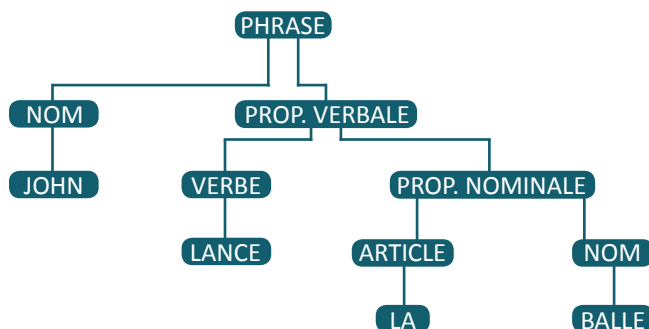 PHRASE
NOM PROP. VERBALE
JOHN VERBE PROP. NOMINALE
LANCE ARTICLE NOM
LA BALLE